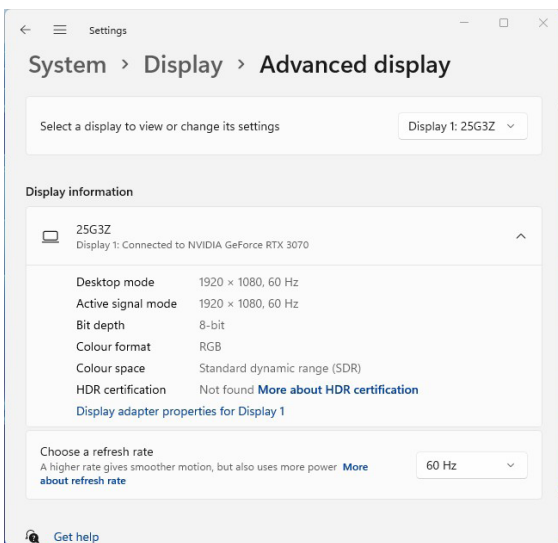 Settings
System > Display > Advanced display
Select a display to view or change its settings
Display 1: 25G3Z
Display information
25G3Z
Display 1: Connected to NVIDIA GeForce RTX 3070
Desktop mode 1920 × 1080, 60 Hz
Active signal mode 1920 × 1080, 60 Hz
Bit depth 8-bit
Colour format RGB
Colour space Standard dynamic range (SDR)
HDR certification Not found More about HDR certification
Display adapter properties for Display 1
Choose a refresh rate
A higher rate gives smoother motion, but also uses more power More
about refresh rate
60 Hz
Get help